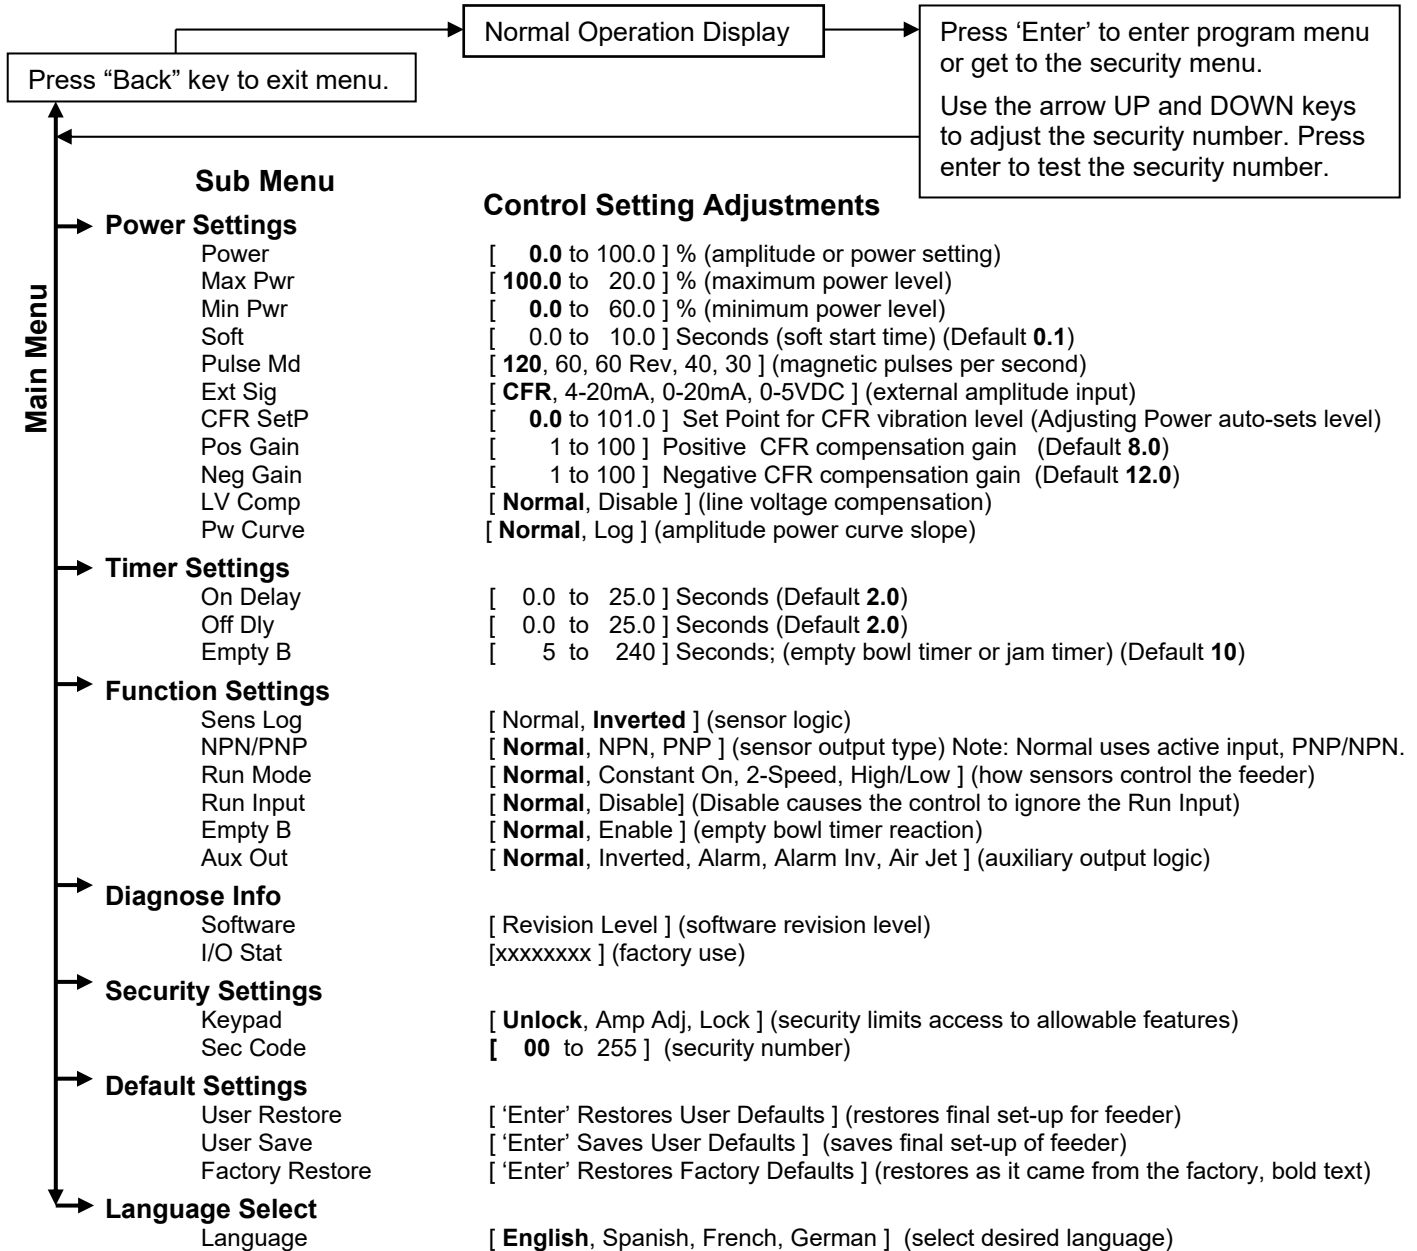 Normal Operation Display
Press ‘Enter’ to enter program menu
or get to the security menu.
Use the arrow UP and DOWN keys
to adjust the security number. Press
enter to test the security number.
Press “Back” key to exit menu.
Main Menu
Sub Menu
Control Setting Adjustments
Power Settings
Power [ 0.0 to 100.0 ] % (amplitude or power setting)
Max Pwr [ 100.0 to 20.0 ] % (maximum power level)
Min Pwr [ 0.0 to 60.0 ] % (minimum power level)
Soft [ 0.0 to 10.0 ] Seconds (soft start time) (Default 0.1)
Pulse Md [ 120, 60, 60 Rev, 40, 30 ] (magnetic pulses per second)
Ext Sig [ CFR, 4-20mA, 0-20mA, 0-5VDC ] (external amplitude input)
CFR SetP [ 0.0 to 101.0 ] Set Point for CFR vibration level (Adjusting Power auto-sets level)
Pos Gain [ 1 to 100 ] Positive CFR compensation gain (Default 8.0)
Neg Gain [ 1 to 100 ] Negative CFR compensation gain (Default 12.0)
LV Comp [ Normal, Disable ] (line voltage compensation)
Pw Curve [ Normal, Log ] (amplitude power curve slope)
Timer Settings
On Delay [ 0.0 to 25.0 ] Seconds (Default 2.0)
Off Dly [ 0.0 to 25.0 ] Seconds (Default 2.0)
Empty B [ 5 to 240 ] Seconds; (empty bowl timer or jam timer) (Default 10)
Function Settings
Sens Log [ Normal, Inverted ] (sensor logic)
NPN/PNP [ Normal, NPN, PNP ] (sensor output type) Note: Normal uses active input, PNP/NPN.
Run Mode [ Normal, Constant On, 2-Speed, High/Low ] (how sensors control the feeder)
Run Input [ Normal, Disable] (Disable causes the control to ignore the Run Input)
Empty B [ Normal, Enable ] (empty bowl timer reaction)
Aux Out [ Normal, Inverted, Alarm, Alarm Inv, Air Jet ] (auxiliary output logic)
Diagnose Info
Software [ Revision Level ] (software revision level)
I/O Stat [xxxxxxxx ] (factory use)
Security Settings
Keypad [ Unlock, Amp Adj, Lock ] (security limits access to allowable features)
Sec Code [ 00 to 255 ] (security number)
Default Settings
User Restore [ ‘Enter’ Restores User Defaults ] (restores final set-up for feeder)
User Save [ ‘Enter’ Saves User Defaults ] (saves final set-up of feeder)
Factory Restore [ ‘Enter’ Restores Factory Defaults ] (restores as it came from the factory, bold text)
Language Select
Language [ English, Spanish, French, German ] (select desired language)